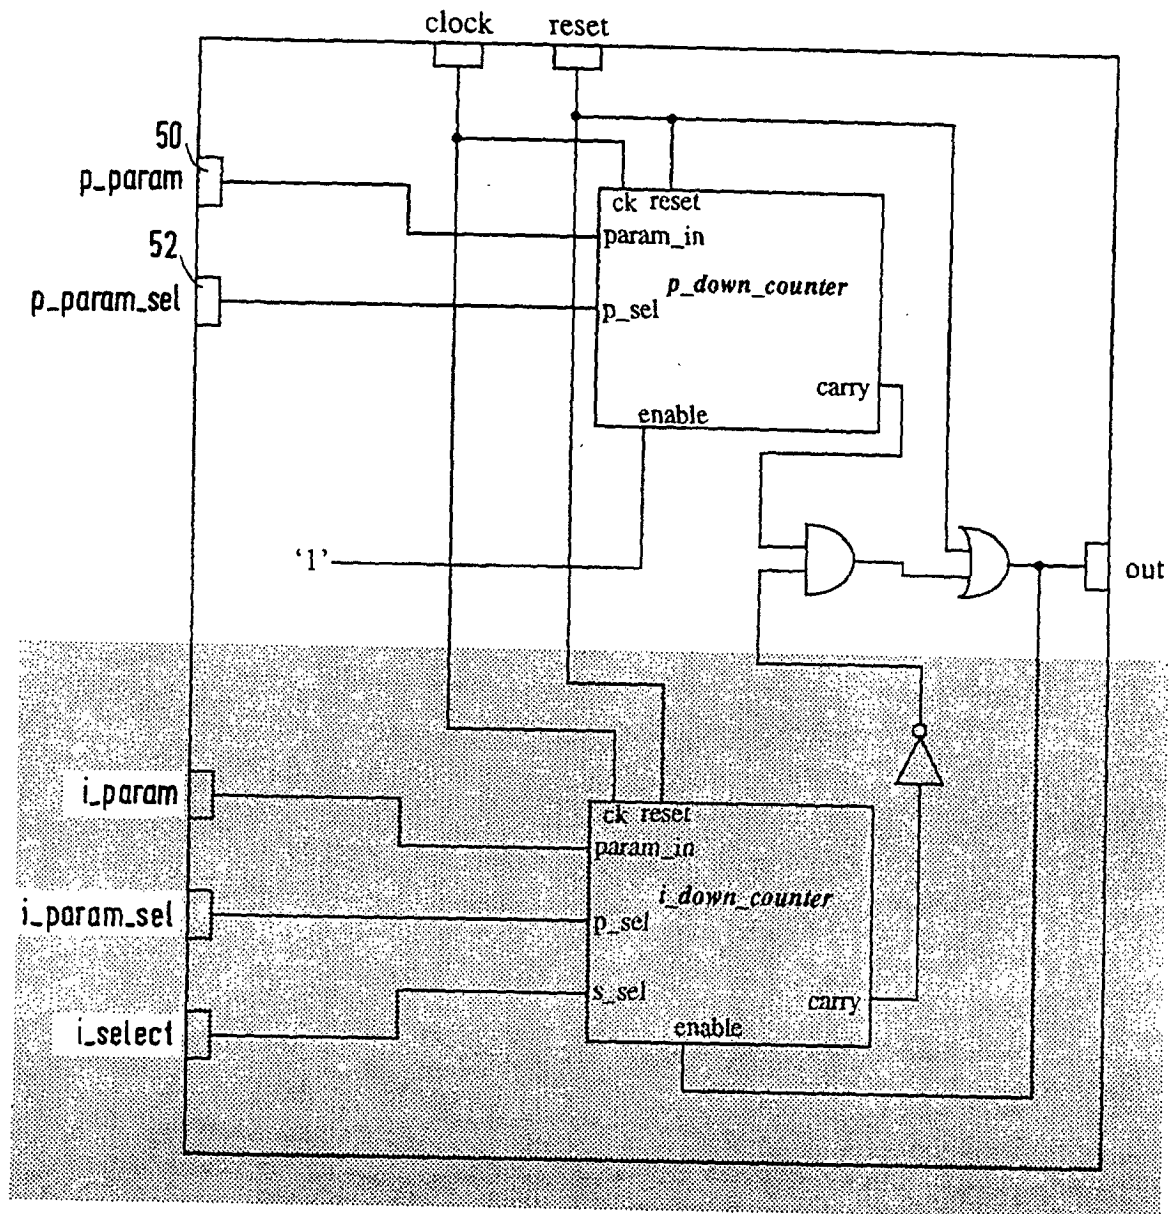 clock reset
50
p_param
52
p_param_sel
ck reset
param_in
p_down_counter
p_sel
carry
enable
'1'
out
i_param
ck reset
param_in
i_down_counter
i_param_sel
p_sel
s_sel
carry
i_select
enable